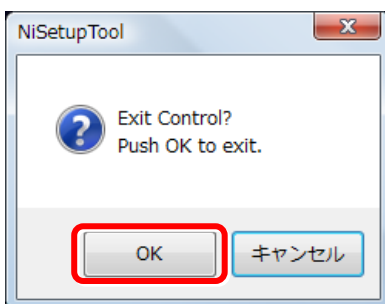 NiSetupTool
Exit Control?
Push OK to exit.
OK
キャンセル